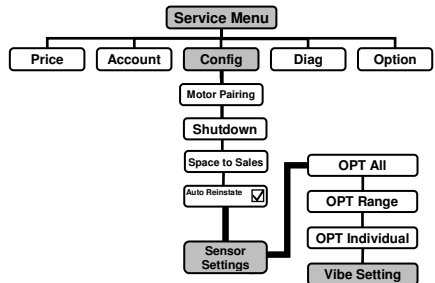 Service Menu
Price
Account
Config
Diag
Option
Motor Pairing
Shutdown
Space to Sales
Auto Reinstate
Sensor
Settings
OPT All
OPT Range
OPT Individual
Vibe Setting